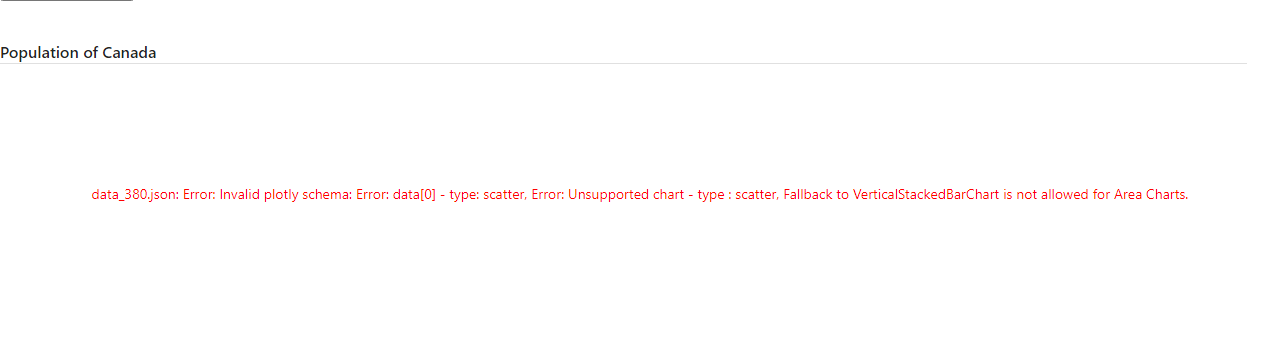 Population of Canada
data_380.json: Error: Invalid plotly schema: Error: data[0] - type: scatter, Error: Unsupported chart - type : scatter, Fallback to VerticalStackedBarChart is not allowed for Area Charts.